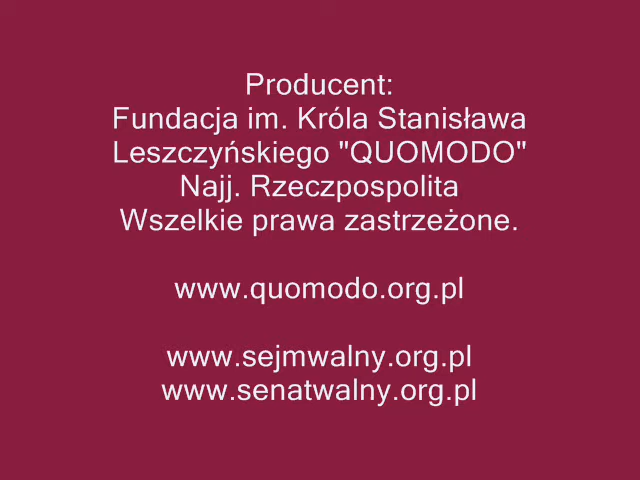 Producent:
Fundacja im. Króla Stanisława
Leszczyńskiego "QUOMODO"
Najj. Rzeczpospolita
Wszelkie prawa zastrzeżone.
www.quomodo.org.pl
www.sejmwalny.org.pl
www.senatwalny.org.pl